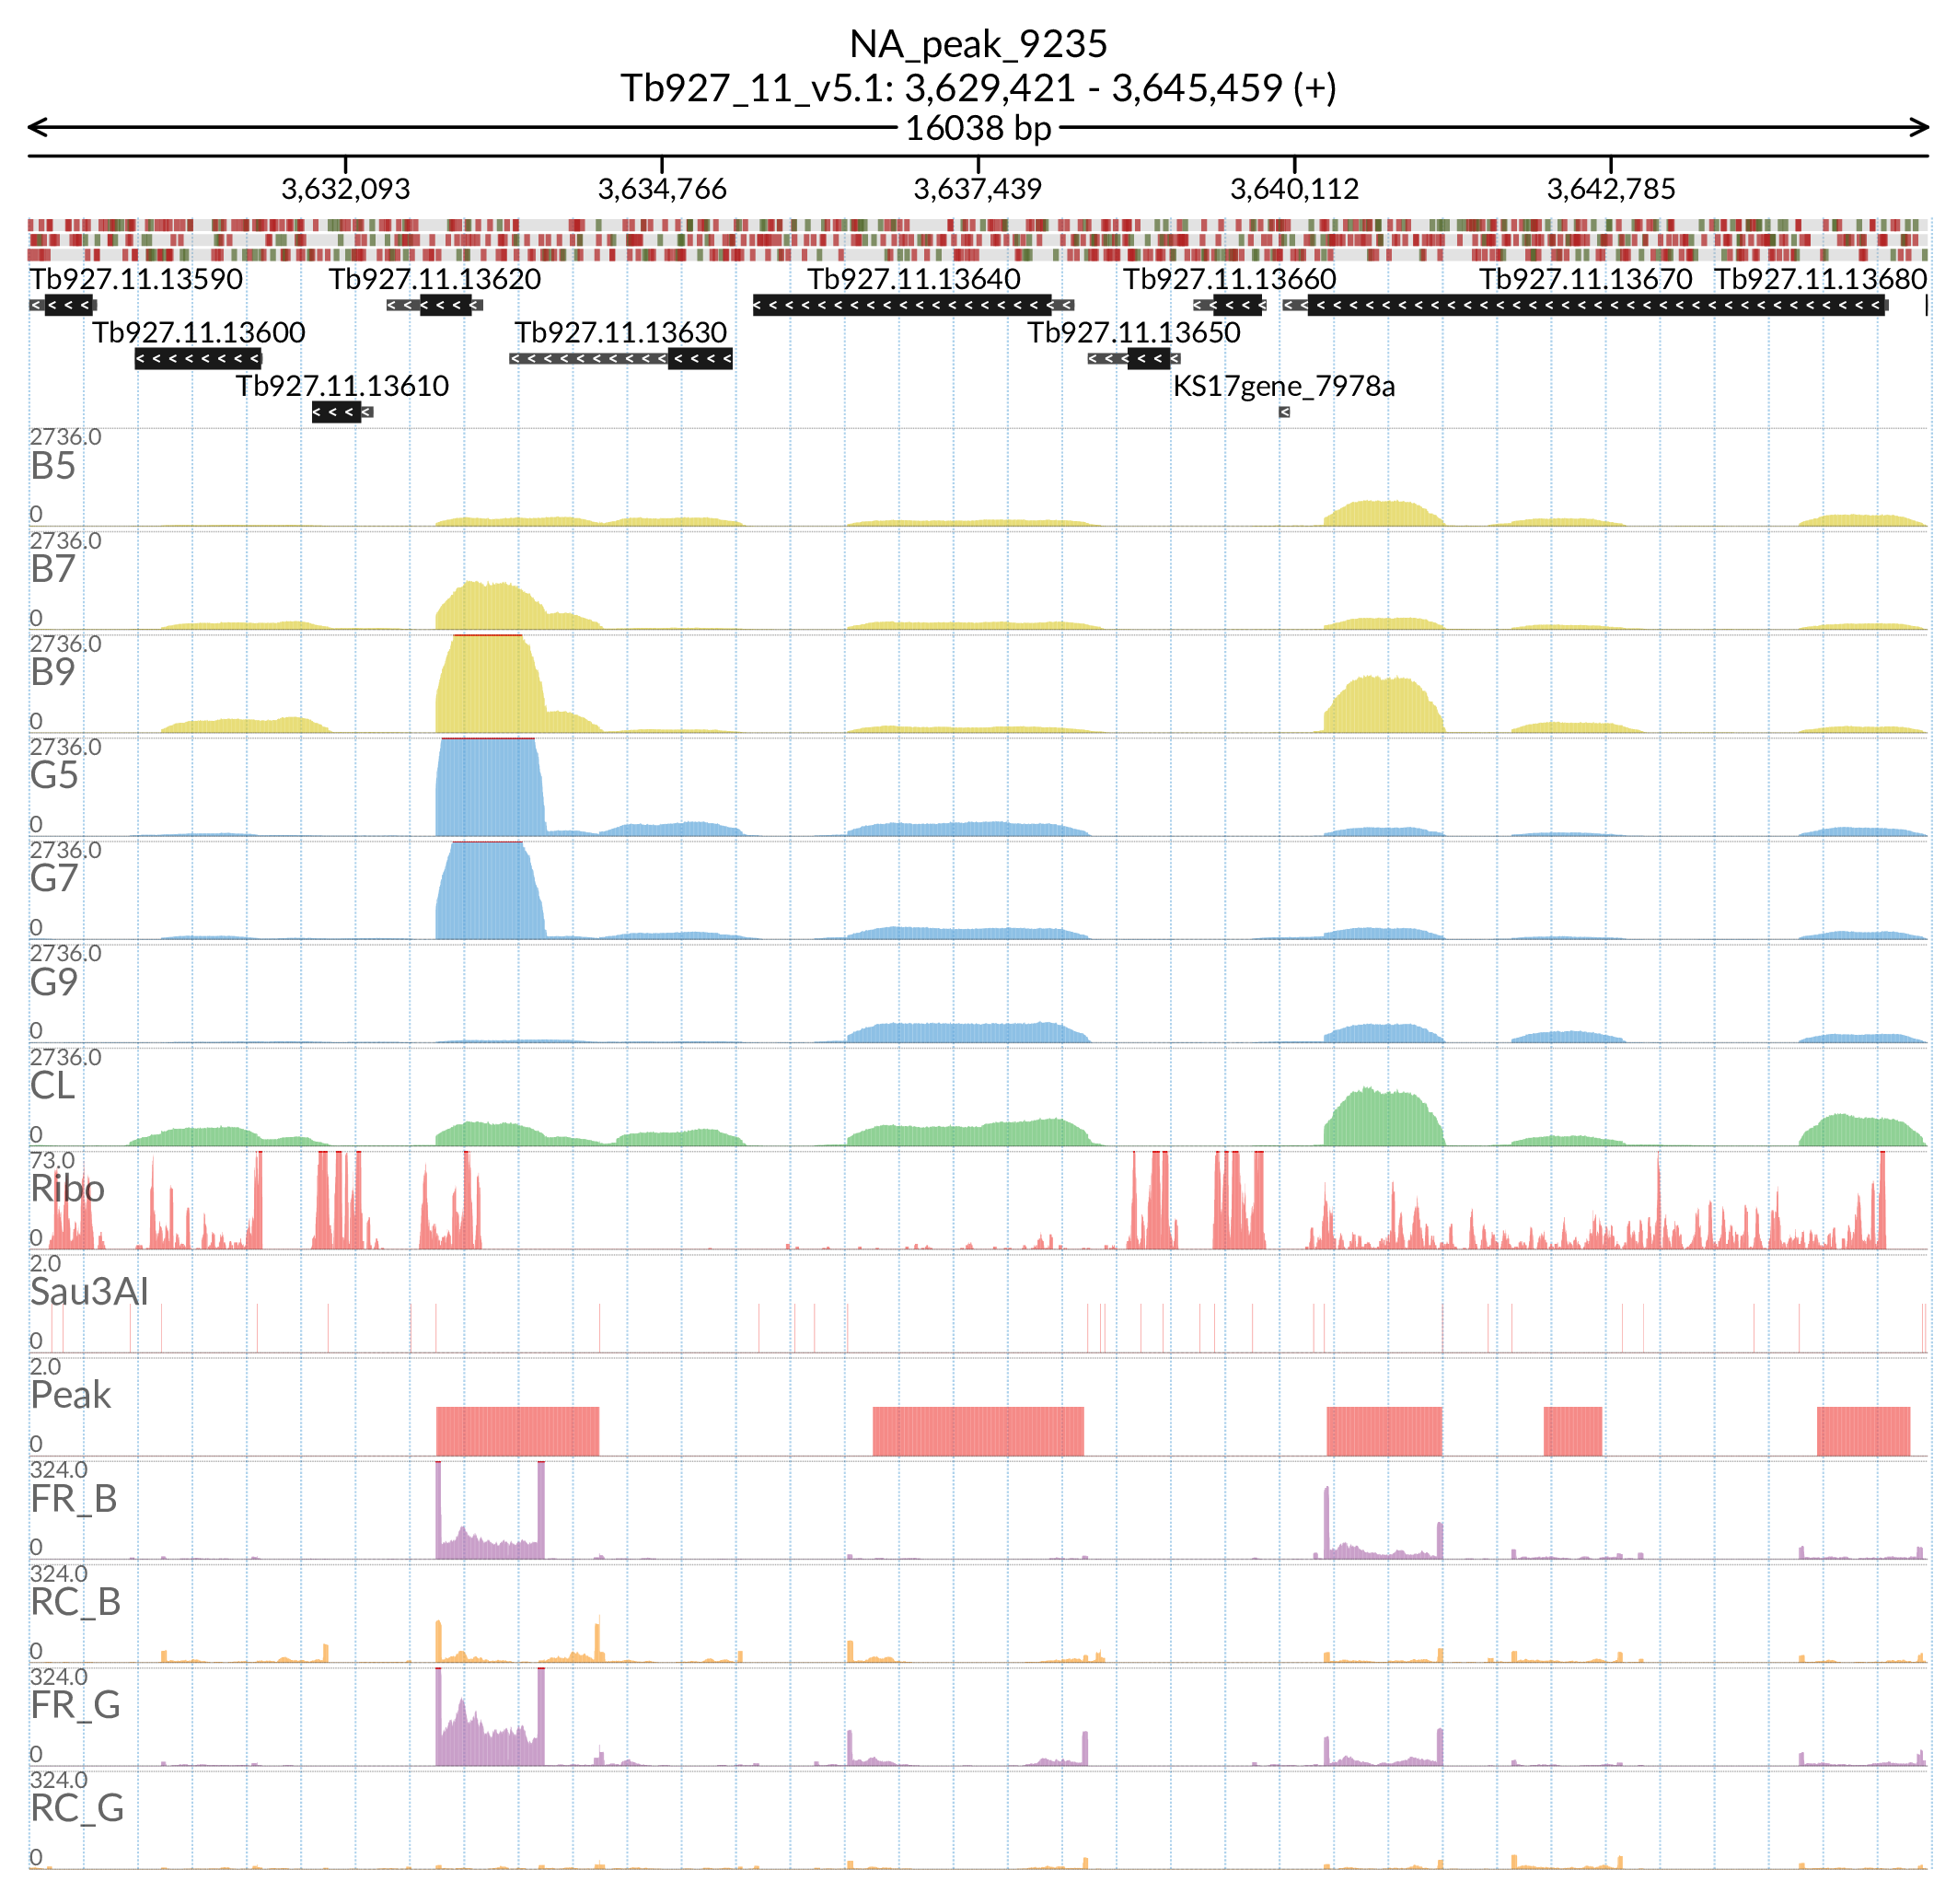 NA_peak_9235
Tb927_11_v5.1: 3,629,421 - 3,645,459 (+)
16038 bp
3,632,093 3,634,766 3,637,439 3,640,112 3,642,785
Tb927.11.13590 Tb927.11.13620 Tb927.11.13640 Tb927.11.13660 Tb927.11.13670 Tb927.11.13680
Tb927.11.13600 Tb927.11.13630 Tb927.11.13650
Tb927.11.13610 KS17gene_7978a
2736.0
B5
0
2736.0
B7
0
2736.0
B9
0
2736.0
G5
0
2736.0
G7
0
2736.0
G9
0
2736.0
CL
0
73.0
Ribo
0
2.0
Sau3AI
0
2.0
Peak
0
324.0
FR_B
0
324.0
RC_B
0
324.0
FR_G
0
324.0
RC_G
0